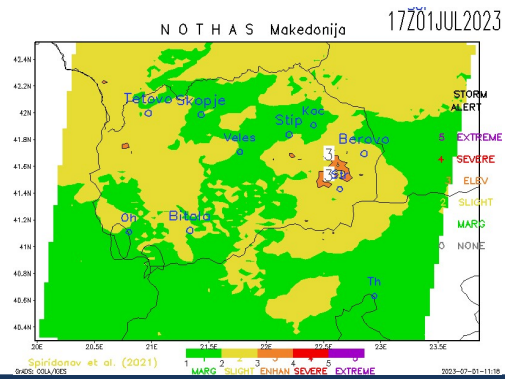 NOTHAS Makedonija
17Z01JUL2023
42.4N
42.2N
42N
41.8N
41.6N
41.4N
41.2N
41N
40.8N
40.6N
40.4N
Tetovo Skopje
Koc
Stip
Veles
Berovo
3
3
Oh
Bitola
Th
STORM
ALERT
5 EXTREME
4 SEVERE
ELEV
2 SLIGHT
MARG
0 NONE
20E 20.5E 21E 21.5E 22E 22.5E 23E 23.5E
1 2 3 4 5
MARG SLIGHT ENHAN SEVERE EXTREME
Spiridonov et al. (2021)
GrADS: COLA/IGES
2023-07-01-11:16